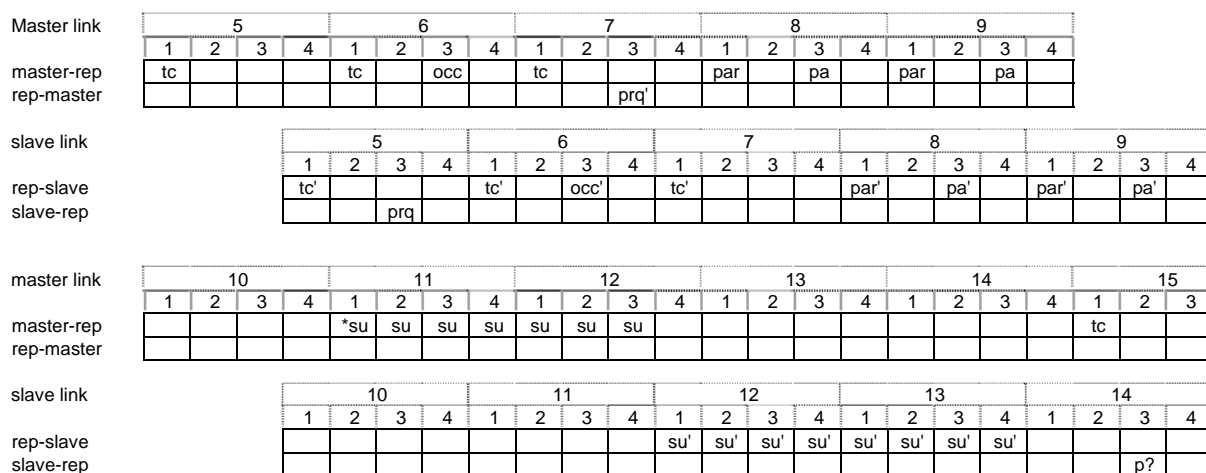 Master link 5 6 7 8 9
1 2 3 4 1 2 3 4 1 2 3 4 1 2 3 4 1 2 3 4
master-rep tc tc occ tc par pa par pa
rep-master prq'
slave link 5 6 7 8 9
1 2 3 4 1 2 3 4 1 2 3 4 1 2 3 4 1 2 3 4
rep-slave tc' tc' occ' tc' par' pa' par' pa'
slave-rep prq
master link 10 11 12 13 14 15
1 2 3 4 1 2 3 4 1 2 3 4 1 2 3 4 1 2 3 4 1 2 3
master-rep *su su su su su su su tc
rep-master
slave link 10 11 12 13 14
1 2 3 4 1 2 3 4 1 2 3 4 1 2 3 4 1 2 3 4
rep-slave su' su' su' su' su' su' su' su'
slave-rep p?